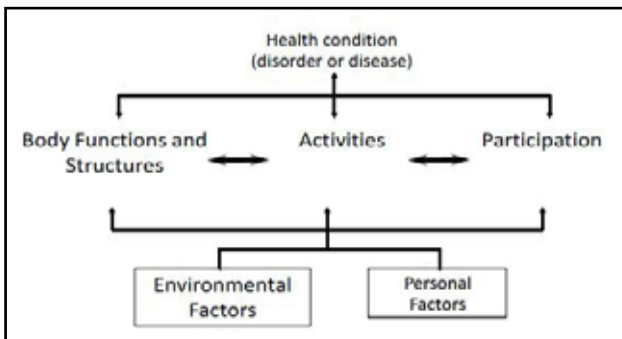 Health condition
(disorder or disease)
Body Functions and
Structures
Activities
Participation
Environmental
Factors
Personal
Factors